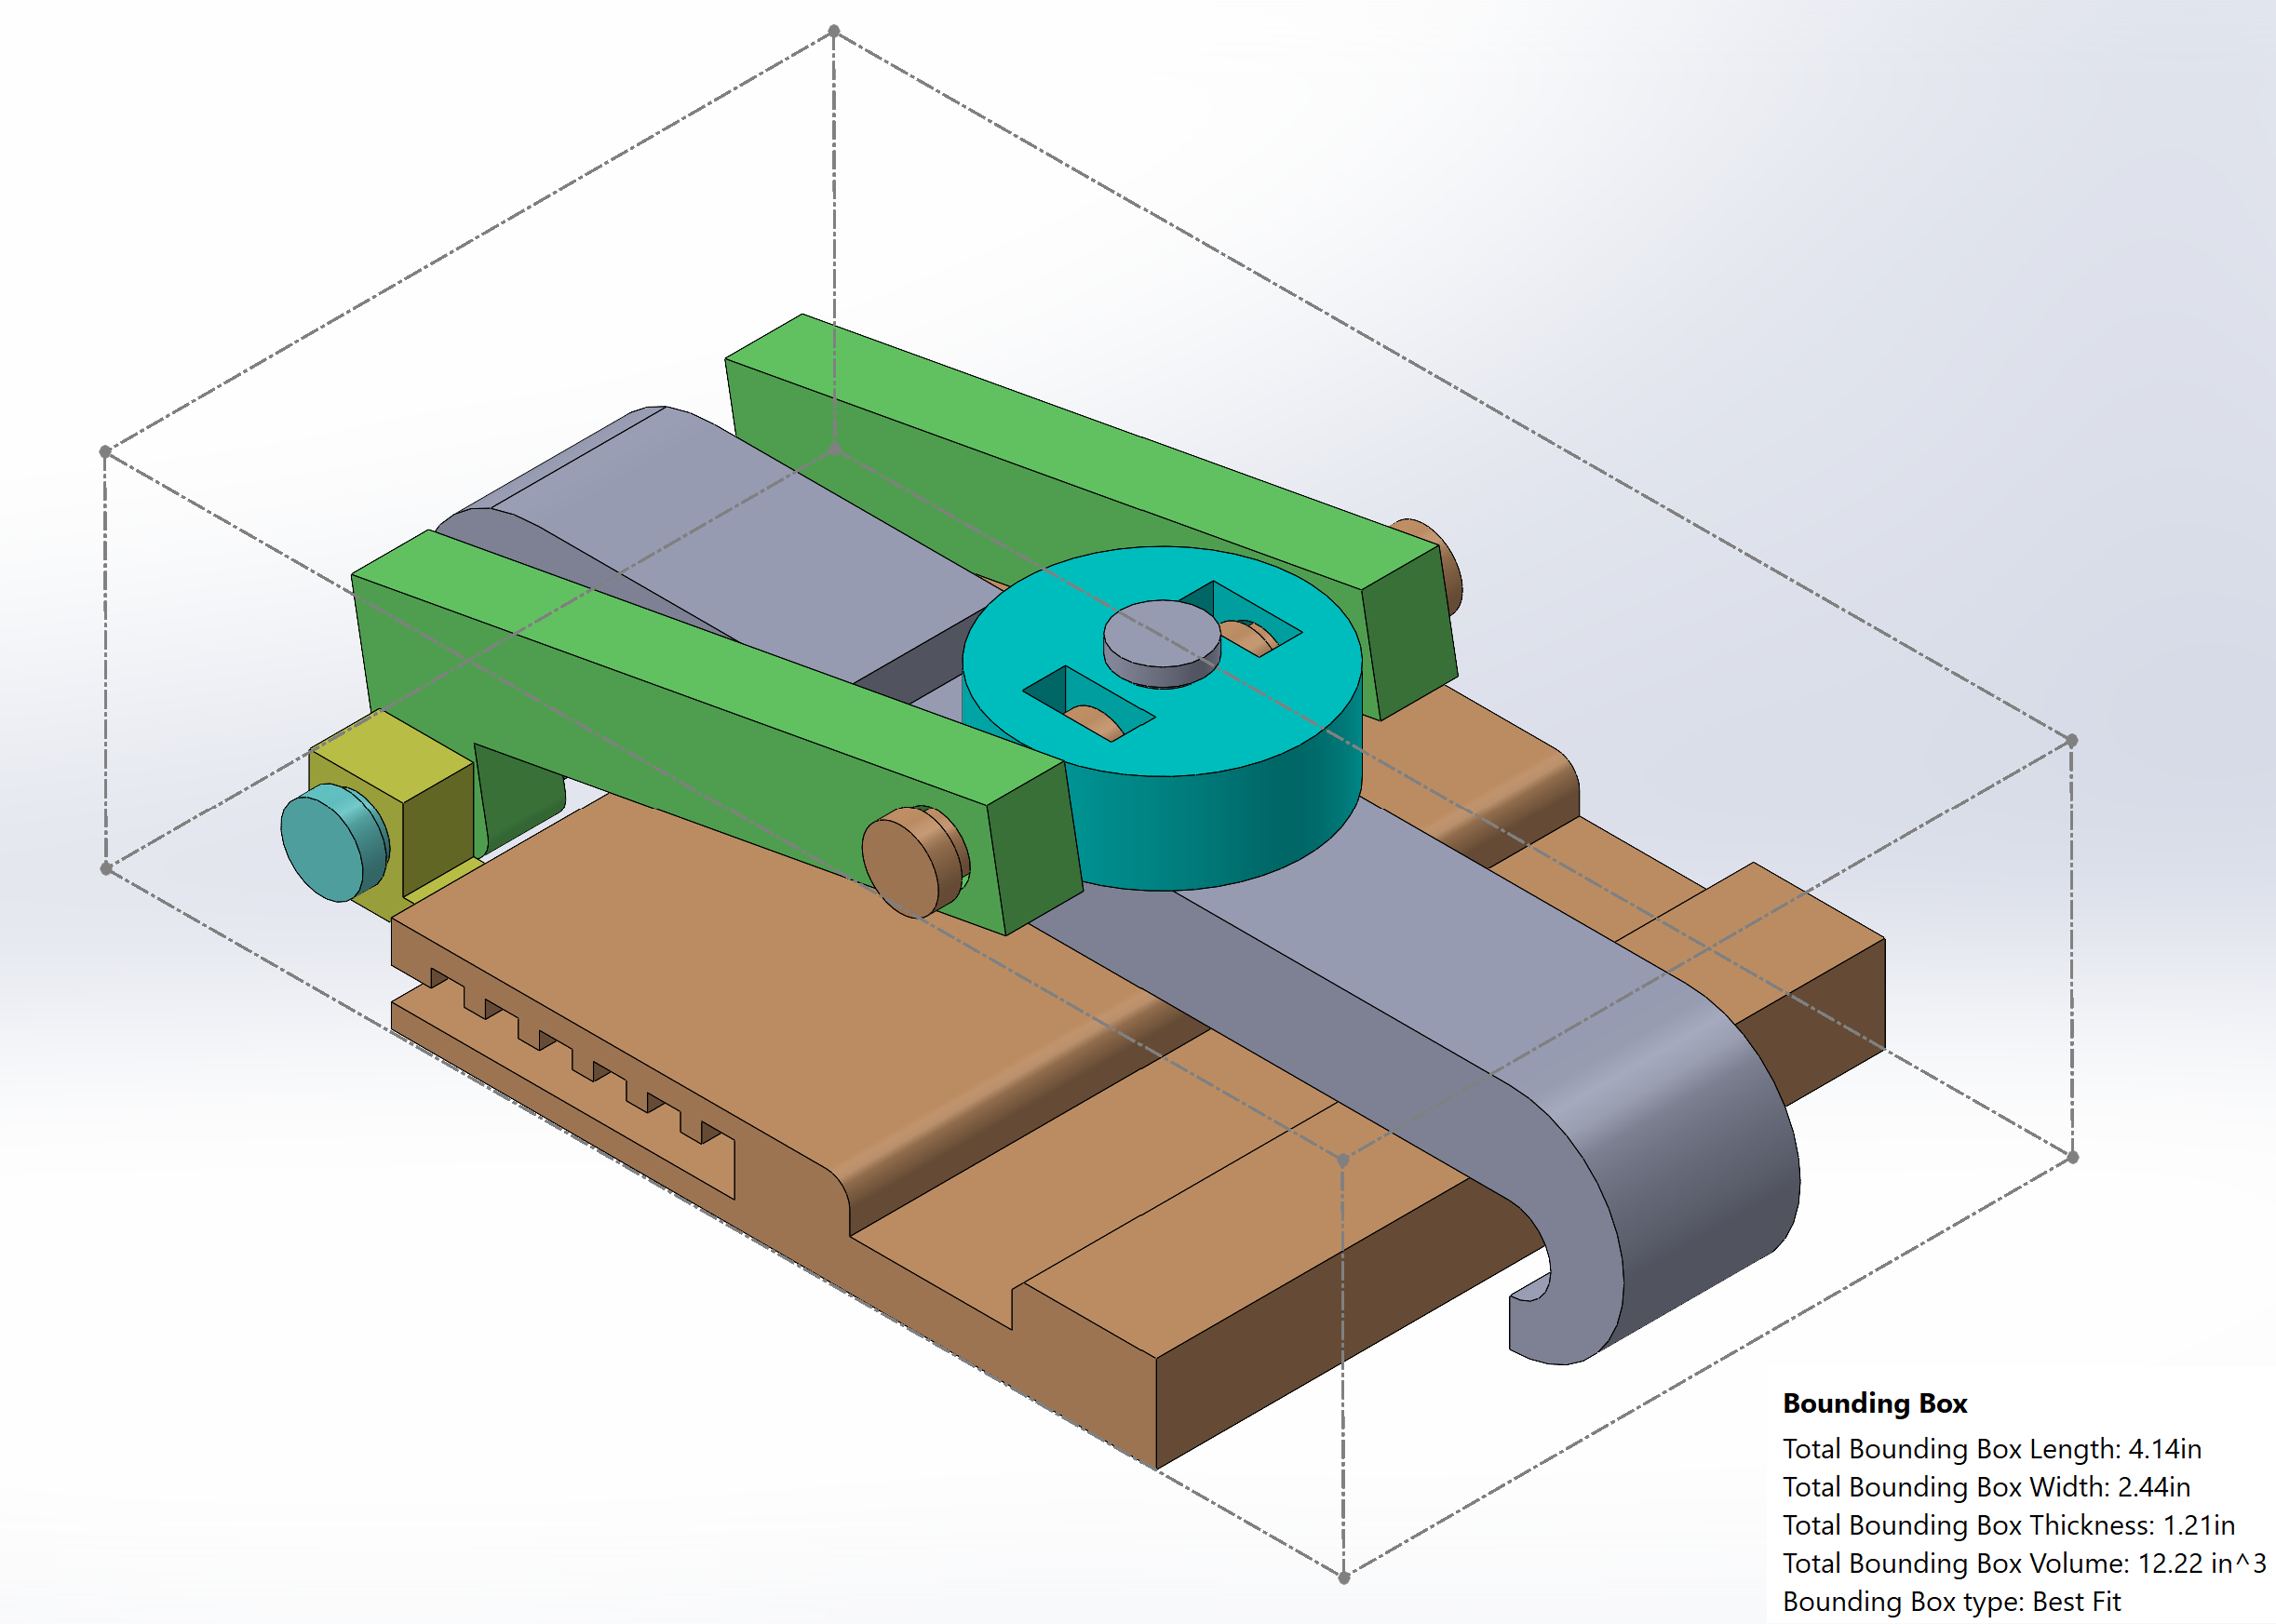 Bounding Box
Total Bounding Box Length: 4.14in
Total Bounding Box Width: 2.44in
Total Bounding Box Thickness: 1.21in
Total Bounding Box Volume: 12.22 in^3
Bounding Box type: Best Fit